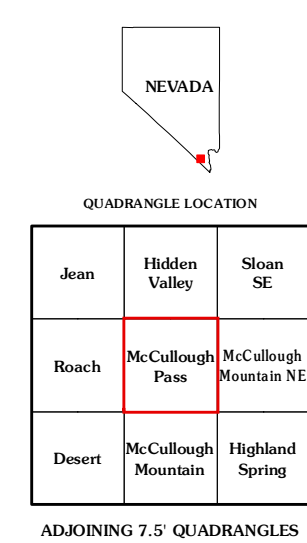 NEVADA
QUADRANGLE LOCATION
Jean
Hidden
Valley
Sloan
SE
Roach
McCullough
Pass
McCullough
Mountain NE
Desert
McCullough
Mountain
Highland
Spring
ADJOINING 7.5' QUADRANGLES